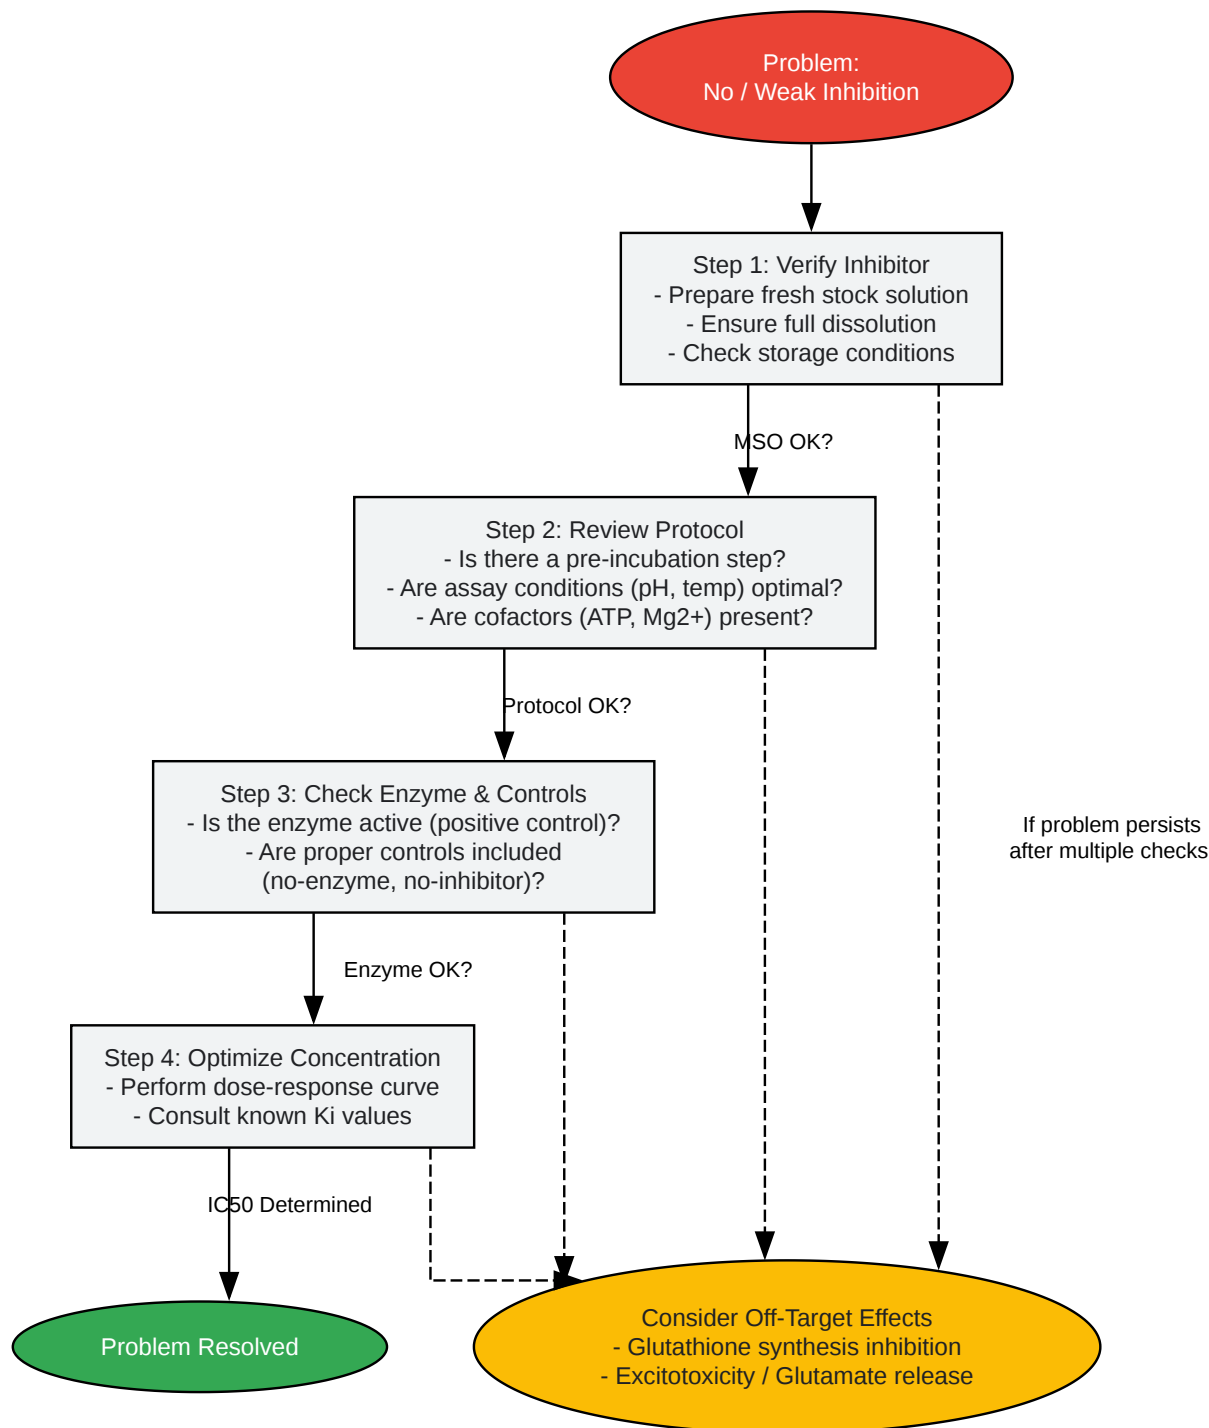 Problem:
No / Weak Inhibition
Step 1: Verify Inhibitor
- Prepare fresh stock solution
- Ensure full dissolution
- Check storage conditions
MSO OK?
Step 2: Review Protocol
- Is there a pre-incubation step?
- Are assay conditions (pH, temp) optimal?
- Are cofactors (ATP, Mg2+) present?
Protocol OK?
Step 3: Check Enzyme & Controls
- Is the enzyme active (positive control)?
- Are proper controls included
(no-enzyme, no-inhibitor)?
If problem persists
after multiple checks
Enzyme OK?
Step 4: Optimize Concentration
- Perform dose-response curve
- Consult known Ki values
IC50 Determined
Problem Resolved
Consider Off-Target Effects
- Glutathione synthesis inhibition
- Excitotoxicity / Glutamate release